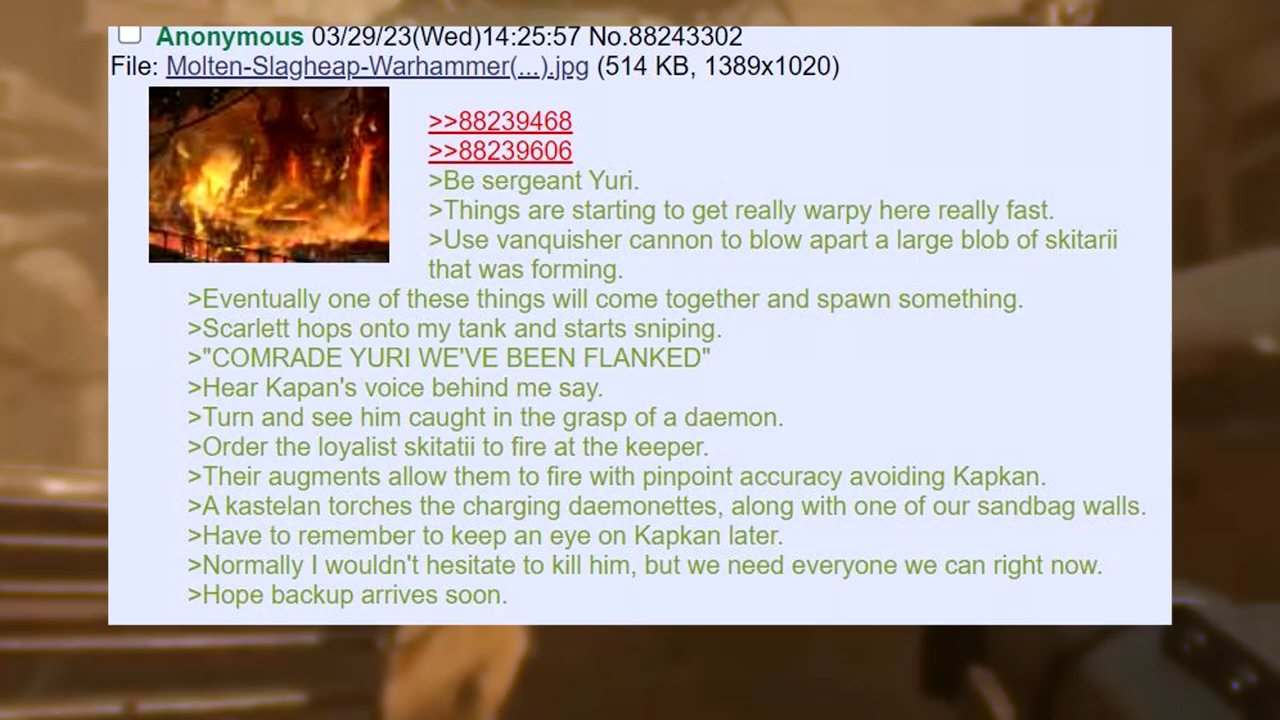 Anonymous 03/29/23(Wed)14:25:57 No.88243302
File: Molten-Slagheap-Warhammer(...).jpg (514 KB, 1389x1020)
>>88239468
>>88239606
>Be sergeant Yuri.
>Things are starting to get really warpy here really fast.
>Use vanquisher cannon to blow apart a large blob of skitarii
that was forming.
>Eventually one of these things will come together and spawn something.
>Scarlett hops onto my tank and starts sniping.
>"COMRADE YURI WE'VE BEEN FLANKED"
>Hear Kapan's voice behind me say.
>Turn and see him caught in the grasp of a daemon.
>Order the loyalist skitatii to fire at the keeper.
>Their augments allow them to fire with pinpoint accuracy avoiding Kapkan.
>A kastelan torches the charging daemonettes, along with one of our sandbag walls.
>Have to remember to keep an eye on Kapkan later.
>Normally I wouldn't hesitate to kill him, but we need everyone we can right now.
>Hope backup arrives soon.